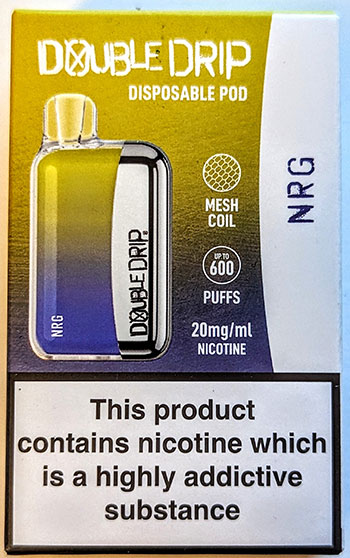 DOUBLE DRIP
DISPOSABLE POD
NRG
MESH
COIL
UP TO
600
PUFFS
20mg/ml
NICOTINE
NRG
DOUBLE DRIP
This product
contains nicotine which
is a highly addictive
substance